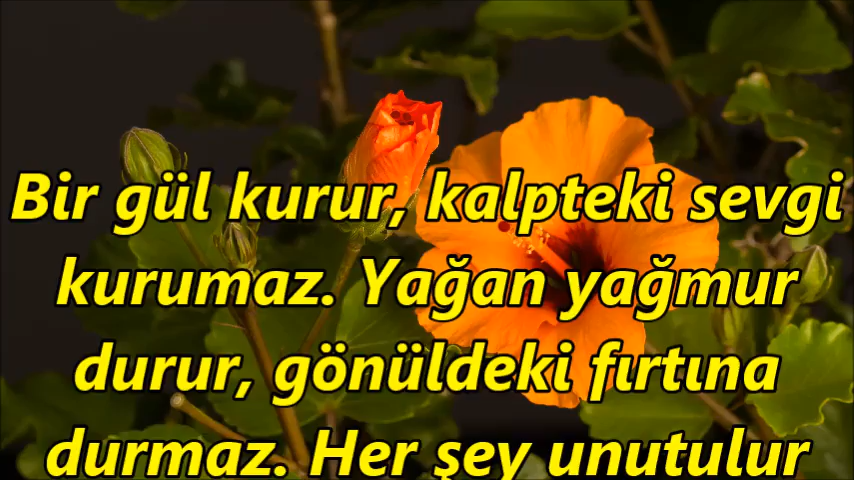 Bir gül kurur, kalpteki sevgi
kurumaz. Yağan yağmur
durur, gönüldeki fırtına
durmaz. Her şey unutulur